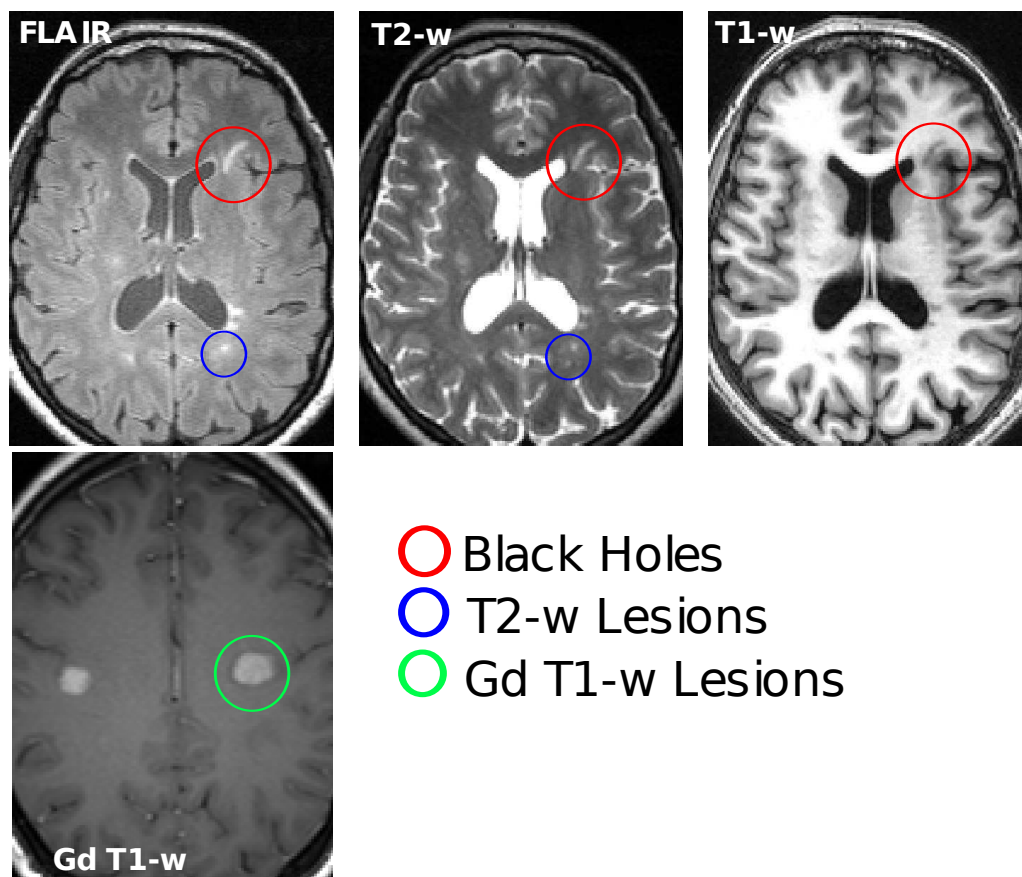 FLAIR
T2-w
T1-w
Gd T1-w
Black Holes
T2-w Lesions
Gd T1-w Lesions